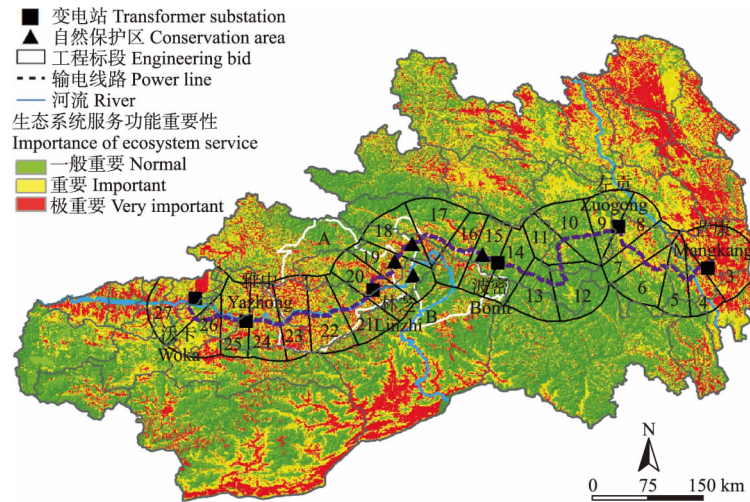 变电站 Transformer substation
自然保护区 Conservation area
工程标段 Engineering bid
输电线路 Power line
河流 River
生态系统服务功能重要性
Importance of ecosystem service
一般重要 Normal
重要 Important
极重要 Very important
左贡
Zuogong
Mangkang
A
17
18
19
20
16
15
14
11
10
9
8
7
6
5
4
3
13
12
波密
Bomi
林芝
Linzhi
B
21
22
23
24
25
26
27
Yazhong
沃卡
Woka
N
0 75 150 km